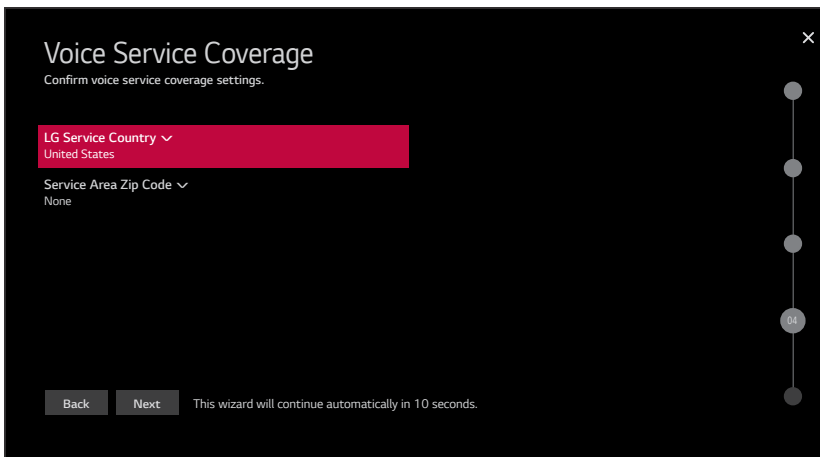 Voice Service Coverage
Confirm voice service coverage settings.
LG Service Country
United States
Service Area Zip Code
None
04
Back Next This wizard will continue automatically in 10 seconds.